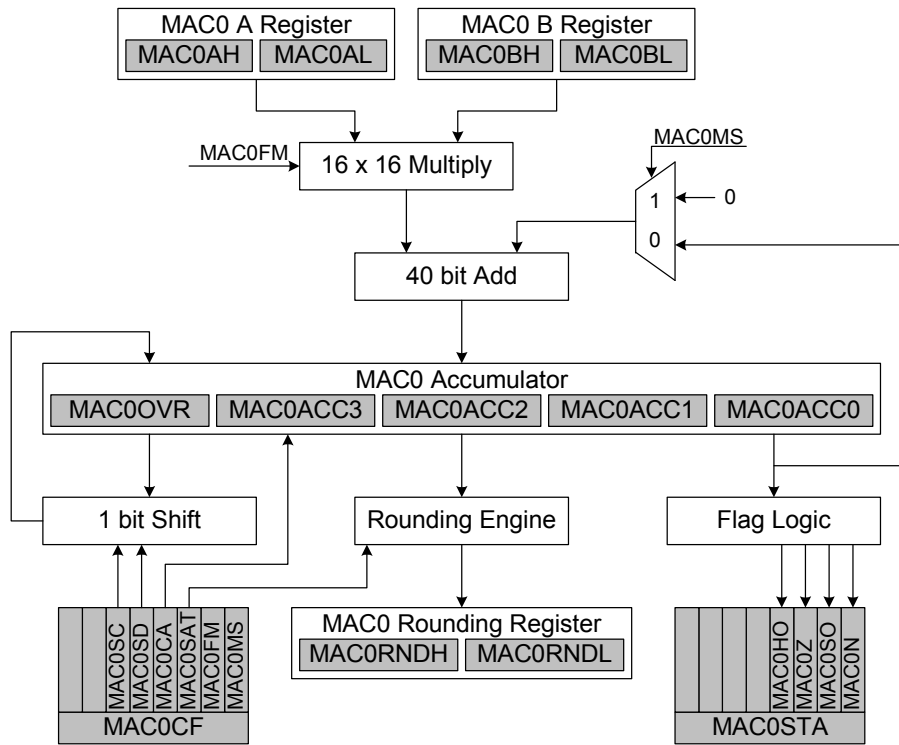 MAC0 A Register
MAC0AH MAC0AL
MAC0 B Register
MAC0BH MAC0BL
MAC0FM
16 x 16 Multiply
MAC0MS
1
0
0
40 bit Add
MAC0 Accumulator
MAC0OVR MAC0ACC3 MAC0ACC2 MAC0ACC1 MAC0ACC0
1 bit Shift
Rounding Engine
Flag Logic
MAC0SC
MAC0SD
MAC0CA
MAC0SAT
MAC0FM
MAC0MS
MAC0CF
MAC0 Rounding Register
MAC0RNDH MAC0RNDL
MAC0HO
MAC0Z
MAC0SO
MAC0N
MAC0STA